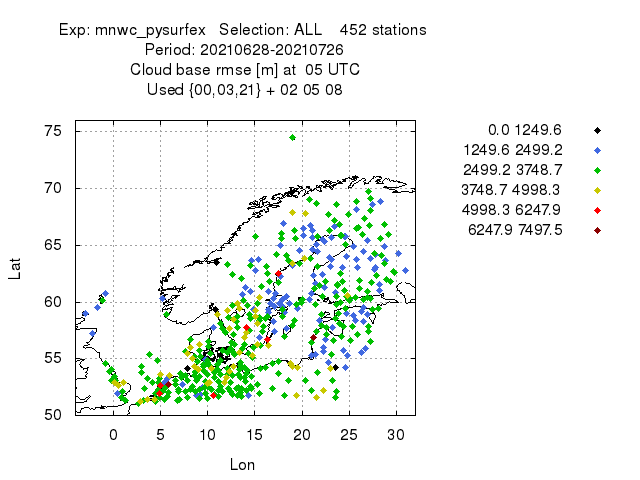 Exp: mnwc_pysurfex   Selection: ALL    452 stations
Period: 20210628-20210726
Cloud base rmse [m] at  05 UTC
Used {00,03,21} + 02 05 08
0.0 1249.6
1249.6 2499.2
2499.2 3748.7
3748.7 4998.3
4998.3 6247.9
6247.9 7497.5
75
70
65
60
55
50
Lat
0 5 10 15 20 25 30
Lon